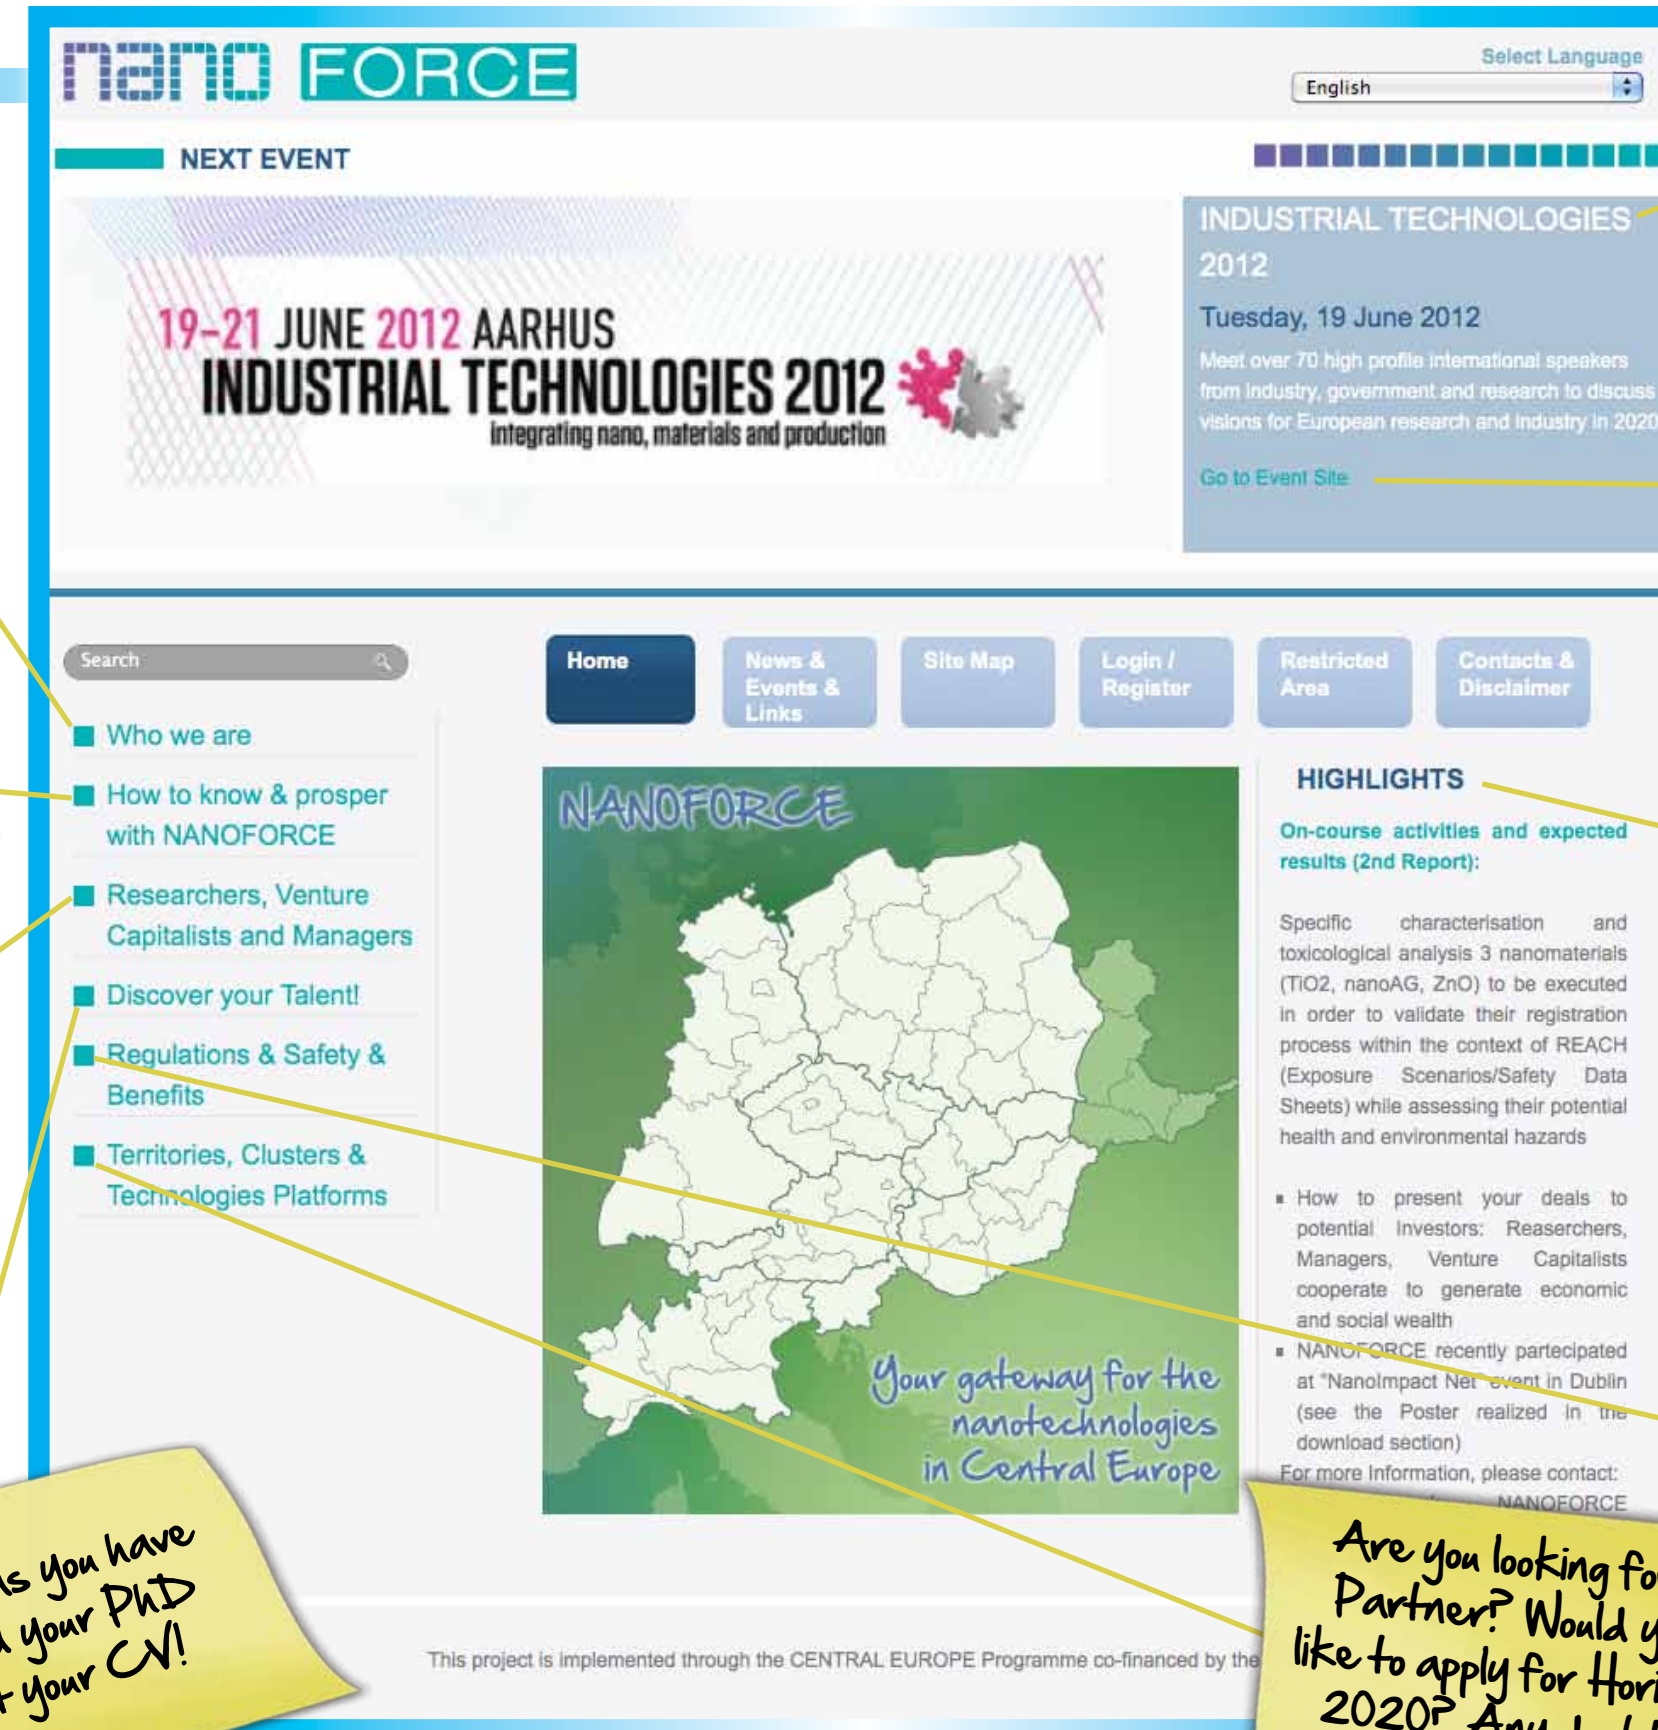 nano FORCE
Select Language
English
NEXT EVENT
19-21 JUNE 2012 AARHUS
INDUSTRIAL TECHNOLOGIES 2012
integrating nano, materials and production
INDUSTRIAL TECHNOLOGIES
2012
Tuesday, 19 June 2012
Meet over 70 high profile international speakers
from industry, government and research to discuss
visions for European research and industry in 2020
Go to Event Site
Search
Who we are
How to know & prosper
with NANOFORCE
Researchers, Venture
Capitalists and Managers
Discover your Talent!
Regulations & Safety &
Benefits
Territories, Clusters &
Technologies Platforms
Home
News &
Events &
Links
Site Map
Login /
Register
Restricted
Area
Contacts &
Disclaimer
NANOFORCE
Your gateway for the
nanotechnologies
in Central Europe
HIGHLIGHTS
On-course activities and expected
results (2nd Report):
Specific characterisation and
toxicological analysis 3 nanomaterials
(TiO2, nanoAG, ZnO) to be executed
in order to validate their registration
process within the context of REACH
(Exposure Scenarios/Safety Data
Sheets) while assessing their potential
health and environmental hazards
How to present your deals to
potential Investors: Reaserchers,
Managers, Venture Capitalists
cooperate to generate economic
and social wealth
NANOFORCE recently partecipated
at "NanoImpact Net" event in Dublin
(see the Poster realized in the
download section)
For more Information, please contact:
NANOFORCE
you have
your PhD
your CV!
Are you looking
Partner? Would
like to apply for
2020? Any
This project is implemented through the CENTRAL EUROPE Programme co-financed by the